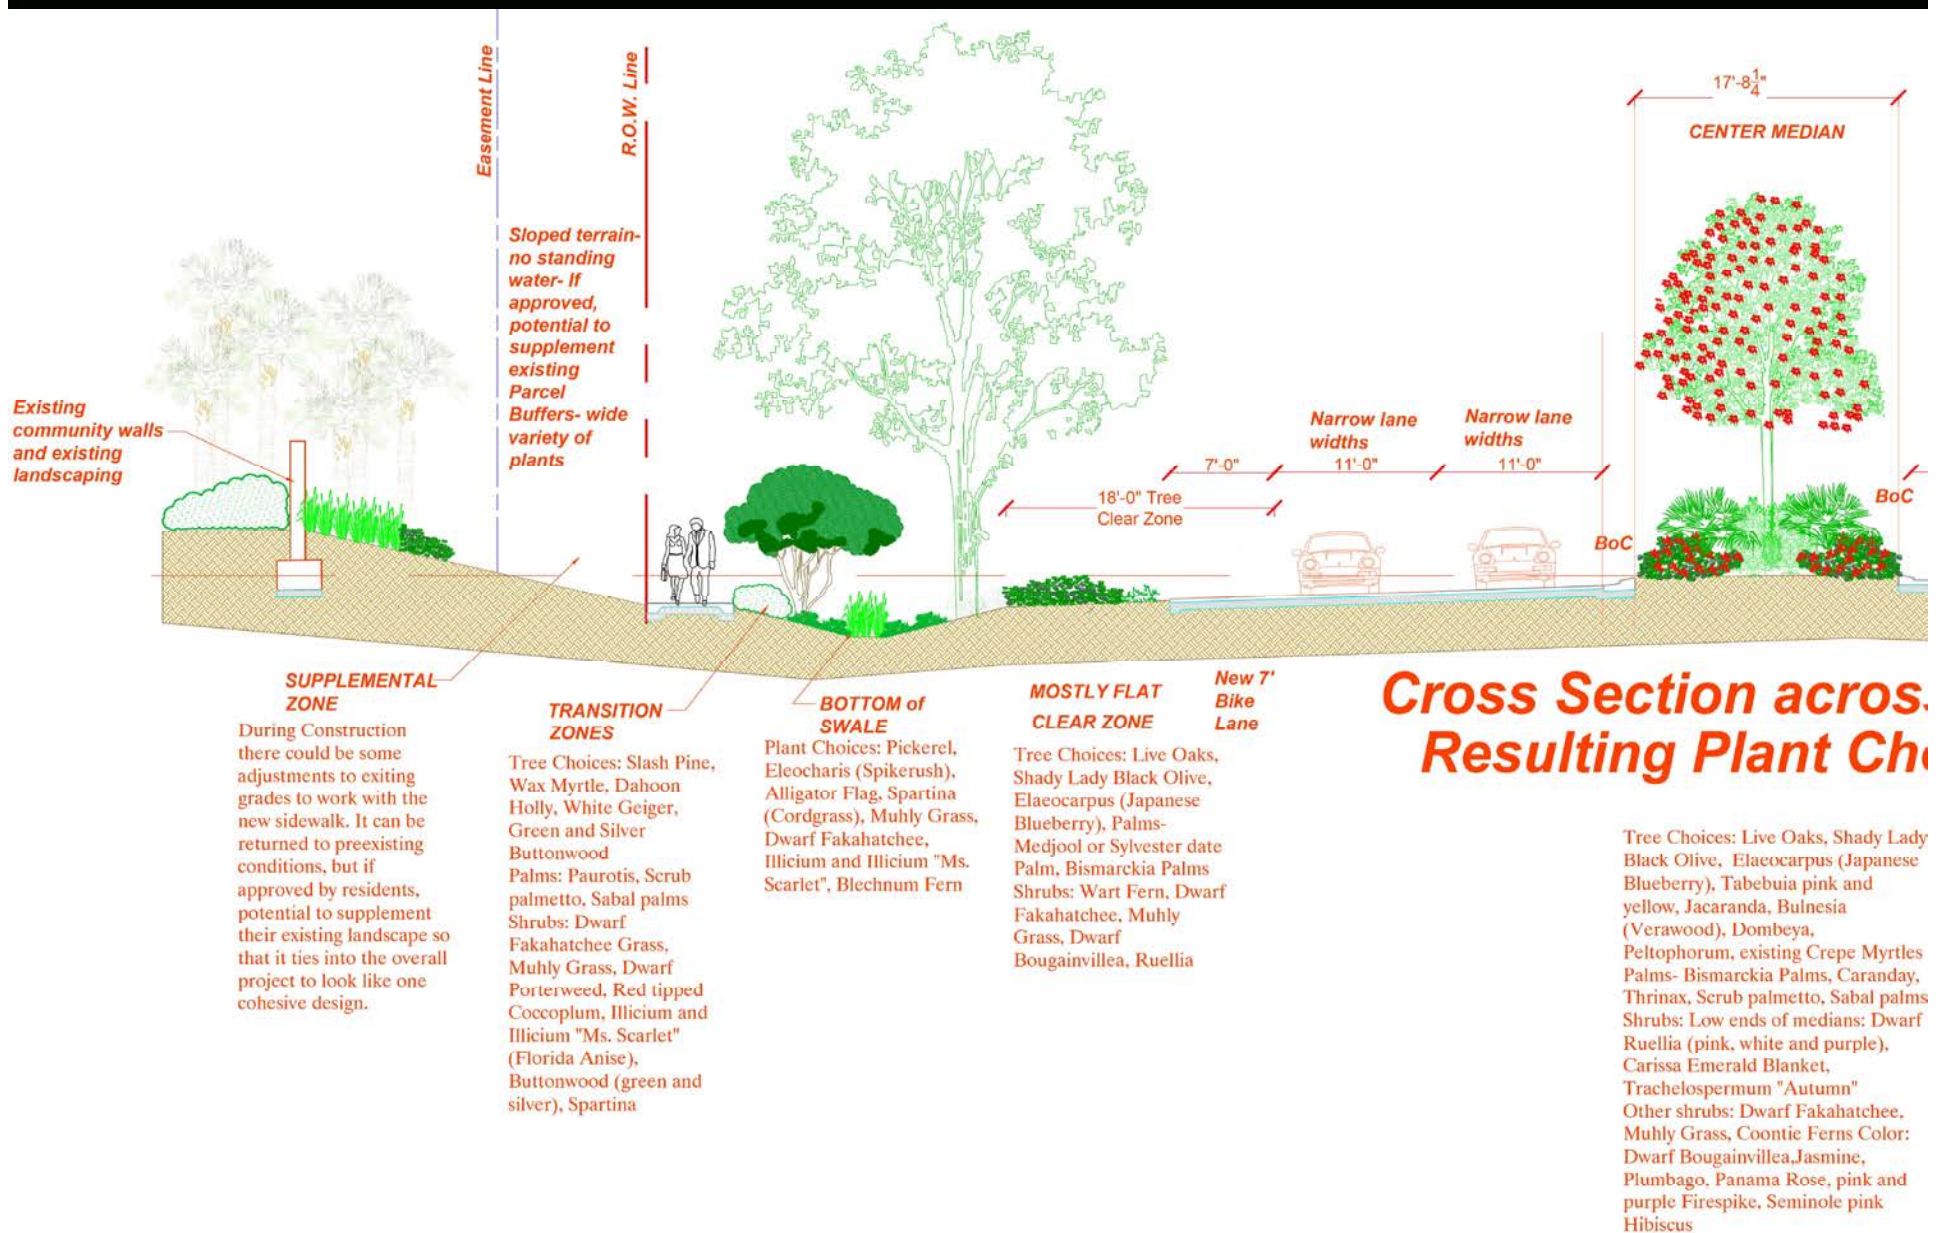 Easement Line
R.O.W. Line
17'-8 1/4"
CENTER MEDIAN
Sloped terrain-
no standing
water- If
approved,
potential to
supplement
existing
Parcel
Buffers- wide
variety of
plants
Existing
community walls
and existing
landscaping
Narrow lane
widths
Narrow lane
widths
7'-0"
11'-0"
11'-0"
18'-0" Tree
Clear Zone
BoC
BoC
SUPPLEMENTAL
ZONE
During Construction
there could be some
adjustments to exiting
grades to work with the
new sidewalk. It can be
returned to preexisting
conditions, but if
approved by residents,
potential to supplement
their existing landscape so
that it ties into the overall
project to look like one
cohesive design.
TRANSITION
ZONES
Tree Choices: Slash Pine,
Wax Myrtle, Dahoon
Holly, White Geiger,
Green and Silver
Buttonwood
Palms: Paurotis, Scrub
palmetto, Sabal palms
Shrubs: Dwarf
Fakahatchee Grass,
Muhly Grass, Dwarf
Porterweed, Red tipped
Coccoplum, Illicium and
Illicium "Ms. Scarlet"
(Florida Anise),
Buttonwood (green and
silver), Spartina
BOTTOM of
SWALE
Plant Choices: Pickerel,
Eleocharis (Spikerush),
Alligator Flag, Spartina
(Cordgrass), Muhly Grass,
Dwarf Fakahatchee,
Illicium and Illicium "Ms.
Scarlet", Blechnum Fern
MOSTLY FLAT
CLEAR ZONE
Tree Choices: Live Oaks,
Shady Lady Black Olive,
Elaeocarpus (Japanese
Blueberry), Palms-
Medjool or Sylvester date
Palm, Bismarckia Palms
Shrubs: Wart Fern, Dwarf
Fakahatchee, Muhly
Grass, Dwarf
Bougainvillea, Ruellia
New 7'
Bike
Lane
Cross Section across
Resulting Plant Ch
Tree Choices: Live Oaks, Shady Lady
Black Olive, Elaeocarpus (Japanese
Blueberry), Tabebuia pink and
yellow, Jacaranda, Bulnesia
(Verawood), Dombeya,
Peltophorum, existing Crepe Myrtles
Palms- Bismarckia Palms, Caranday,
Thrinax, Scrub palmetto, Sabal palms
Shrubs: Low ends of medians: Dwarf
Ruellia (pink, white and purple),
Carissa Emerald Blanket,
Trachelospermum "Autumn"
Other shrubs: Dwarf Fakahatchee,
Muhly Grass, Coontie Ferns Color:
Dwarf Bougainvillea,Jasmine,
Plumbago, Panama Rose, pink and
purple Firespike, Seminole pink
Hibiscus